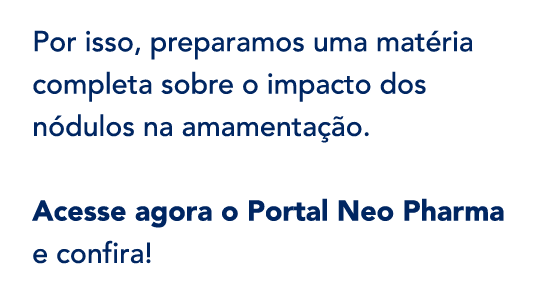 Por isso, preparamos uma matéria
completa sobre o impacto dos
nódulos na amamentação.
Acesse agora o Portal Neo Pharma
e confira!